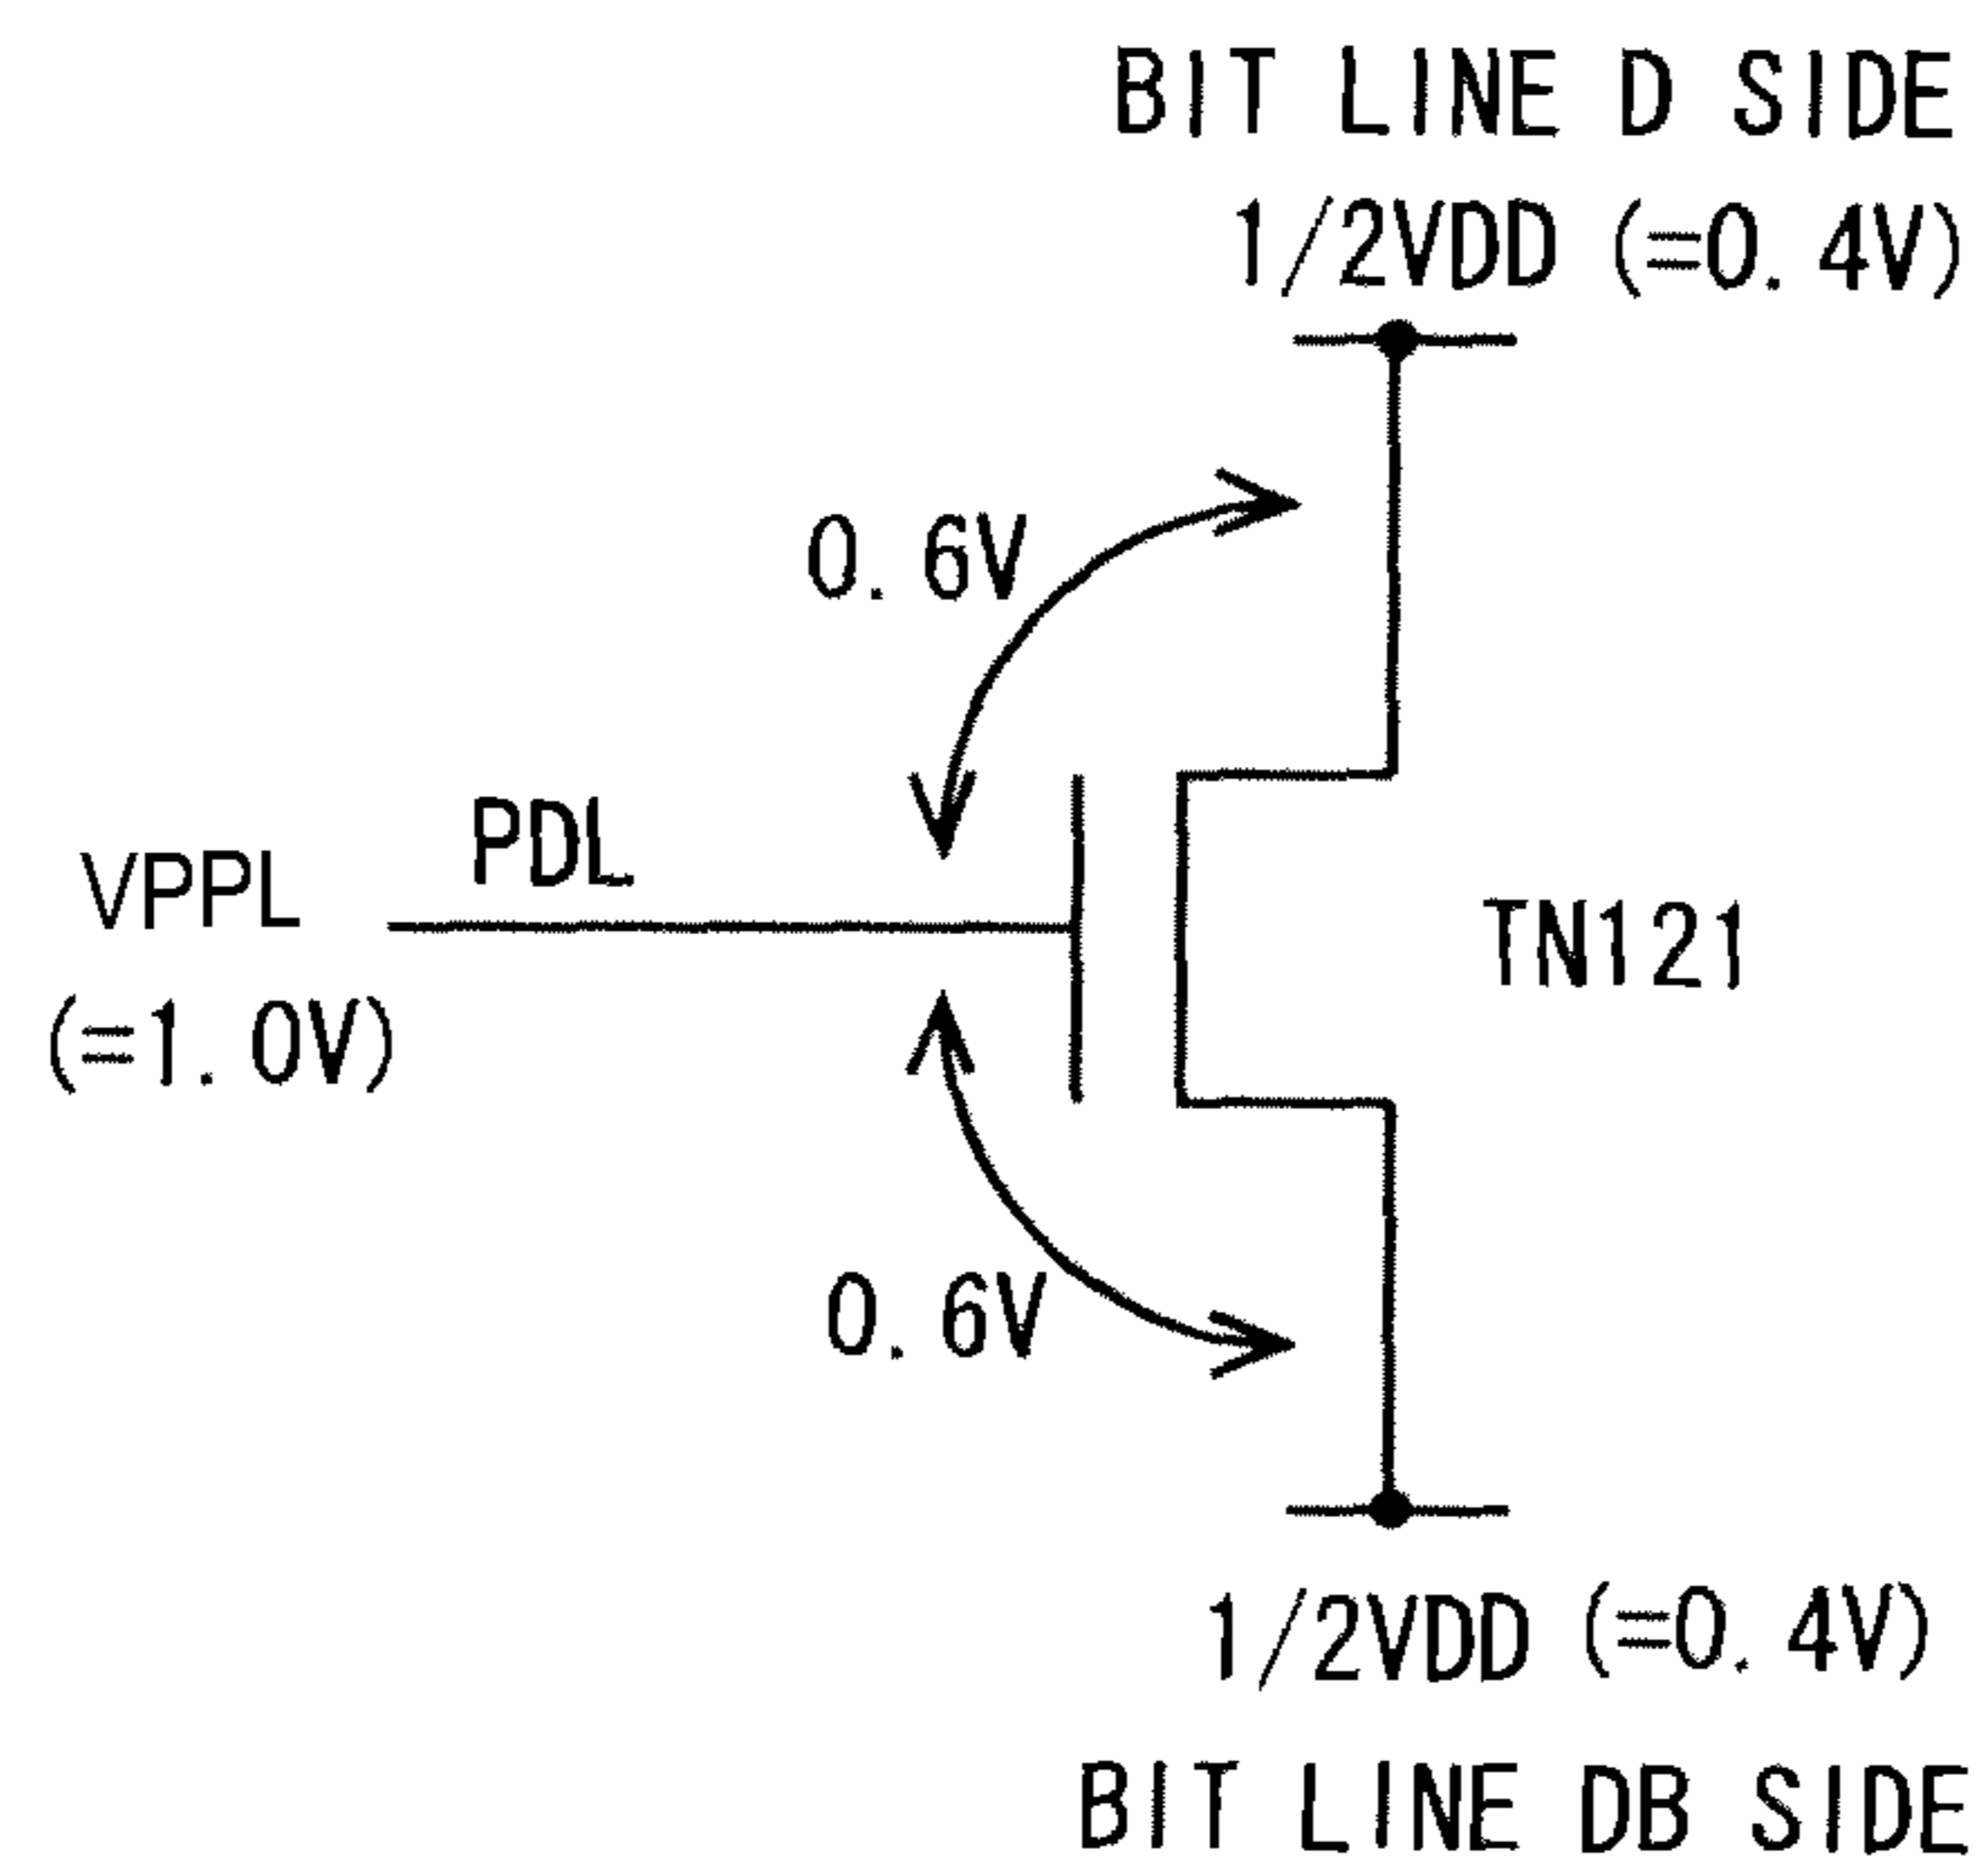 BIT LINE D SIDE
1/2VDD (=0.4V)
0.6V
PDL
VPPL
(=1.0V)
TN121
0.6V
1/2VDD (=0.4V)
BIT LINE DB SIDE